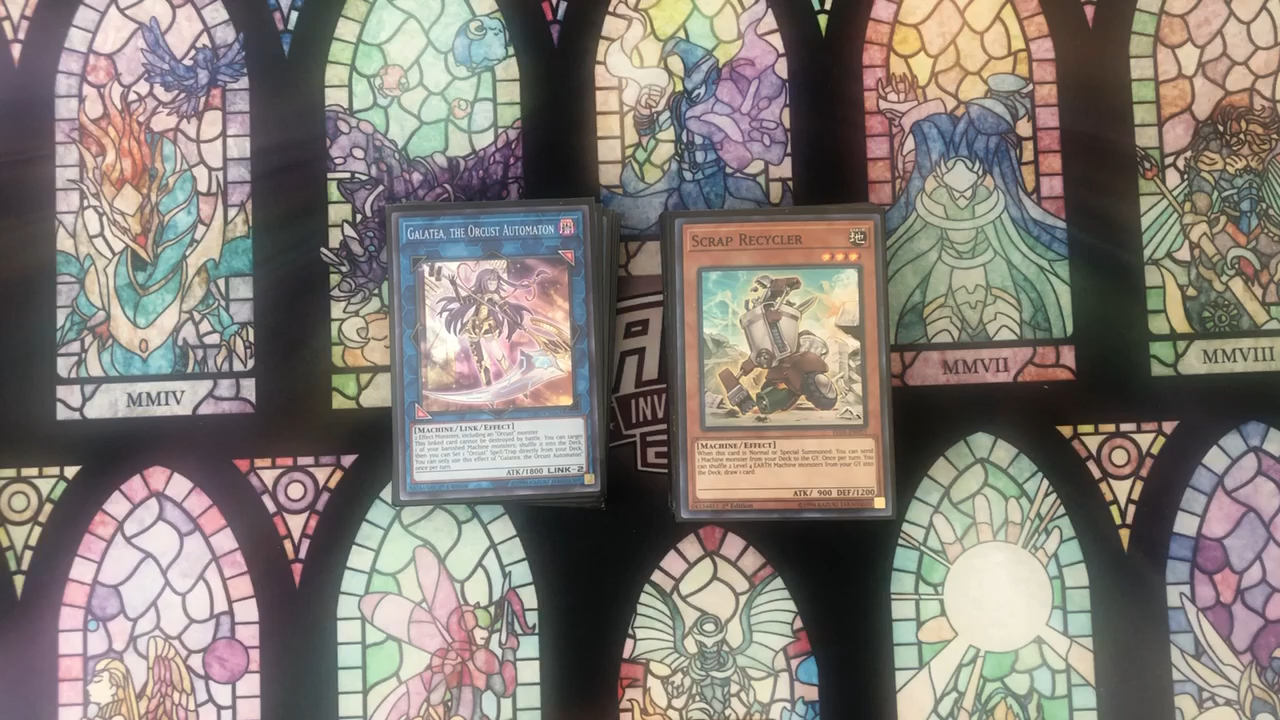 MMIV
MMVII
MMVIII
GALATEA, THE ORCUST AUTOMATON
[MACHINE/LINK/EFFECT]
2 Effect Monsters, including an "Orcust" monster
This linked card cannot be destroyed by battle. You can target
1 of your banished Machine monsters; shuffle it into the Deck,
then you can Set 1 "Orcust" Spell/Trap directly from your Deck.
You can only use this effect of "Galatea, the Orcust Automaton"
once per turn.
ATK/1800 LINK-2
INV
SCRAP RECYCLER
EARTH
地
[MACHINE/EFFECT]
When this card is Normal or Special Summoned: You can send
1 Machine monster from your Deck to the GY. Once per turn: You
can shuffle 2 Level 4 EARTH Machine monsters from your GY into
the Deck; draw 1 card.
ATK/ 900 DEF/1200
1st Edition